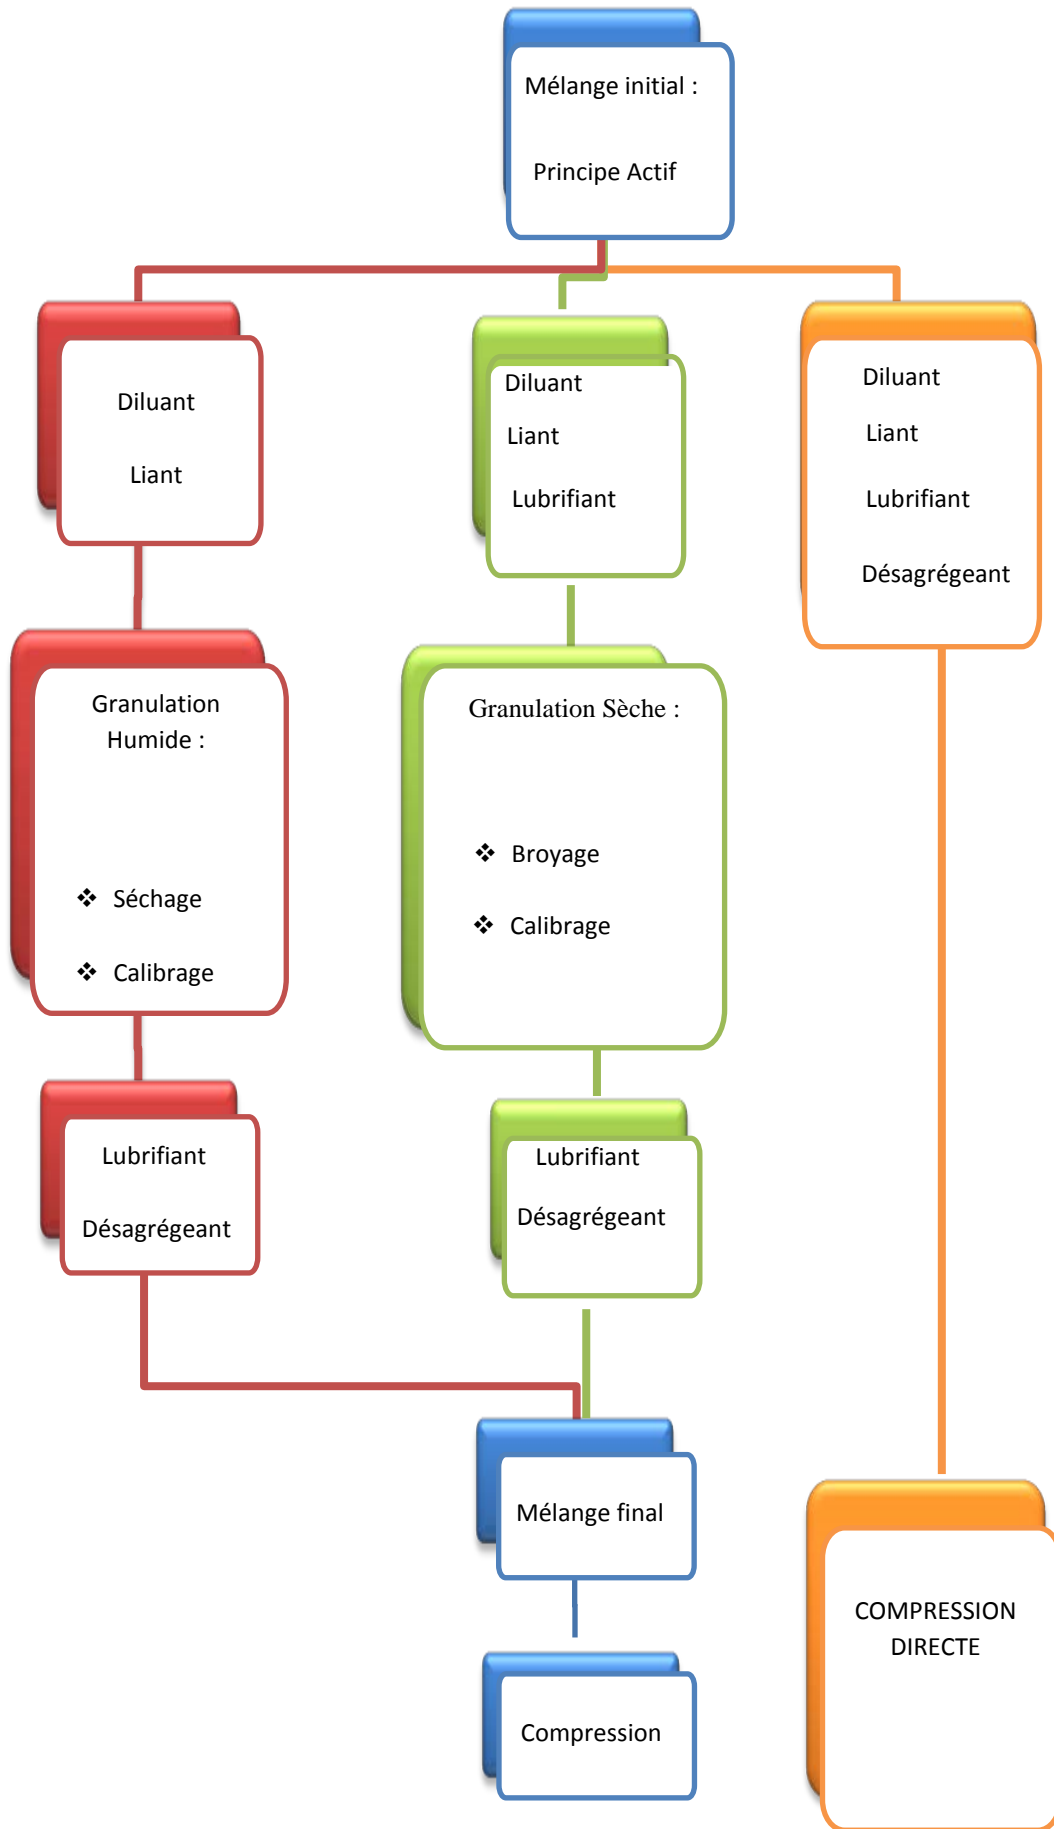 Mélange initial :
Principe Actif
Diluant
Liant
Diluant
Liant
Lubrifiant
Diluant
Liant
Lubrifiant
Désagrégeant
Granulation
Humide :
❖ Séchage
❖ Calibrage
Granulation Sèche :
❖ Broyage
❖ Calibrage
Lubrifiant
Désagrégeant
Lubrifiant
Désagrégeant
Mélange final
COMPRESSION
DIRECTE
Compression